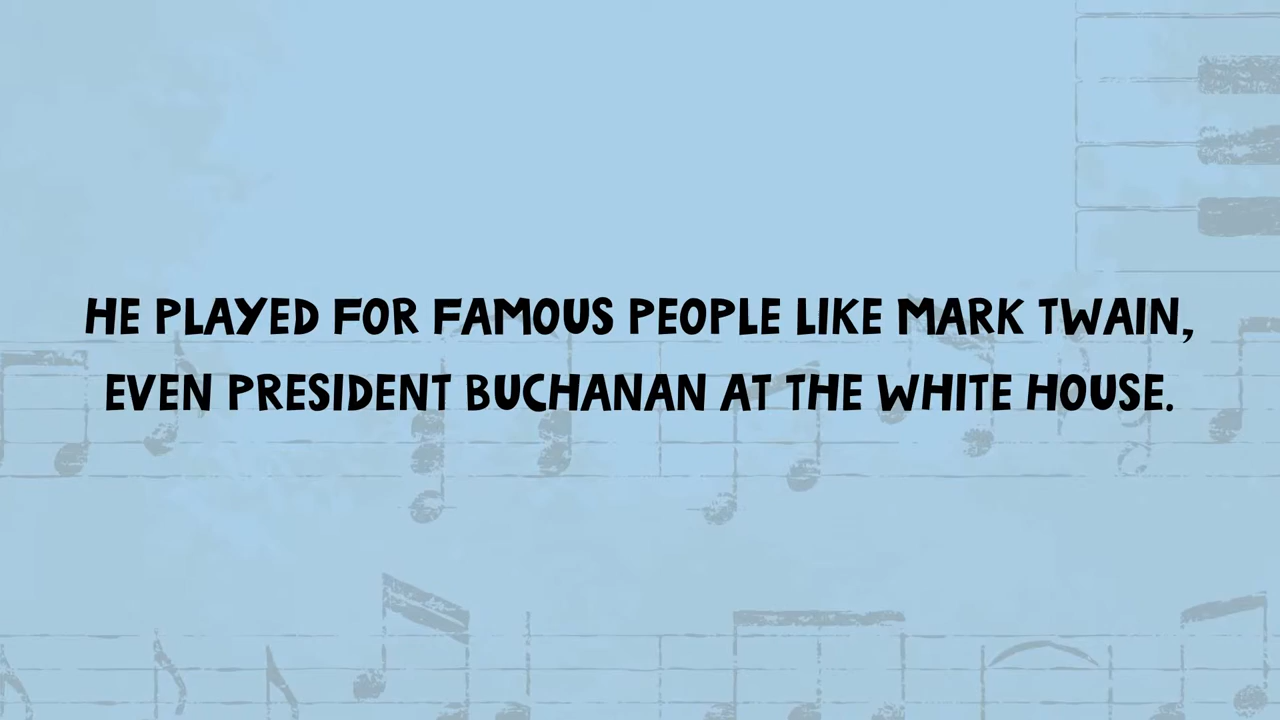 HE PLAYED FOR FAMOUS PEOPLE LIKE MARK TWAIN,
EVEN PRESIDENT BUCHANAN AT THE WHITE HOUSE.